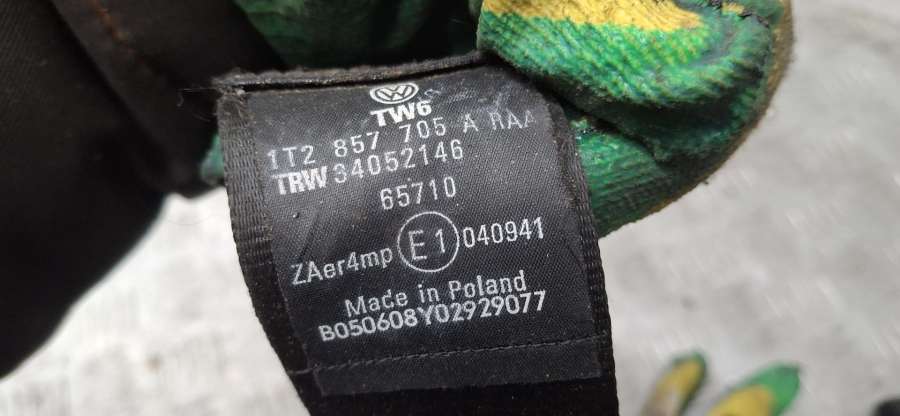 TW6
1T2 857 705 A RAA
TRW 34052146
65710
ZAer4mp E1 040941
Made in Poland
B050608Y02929077